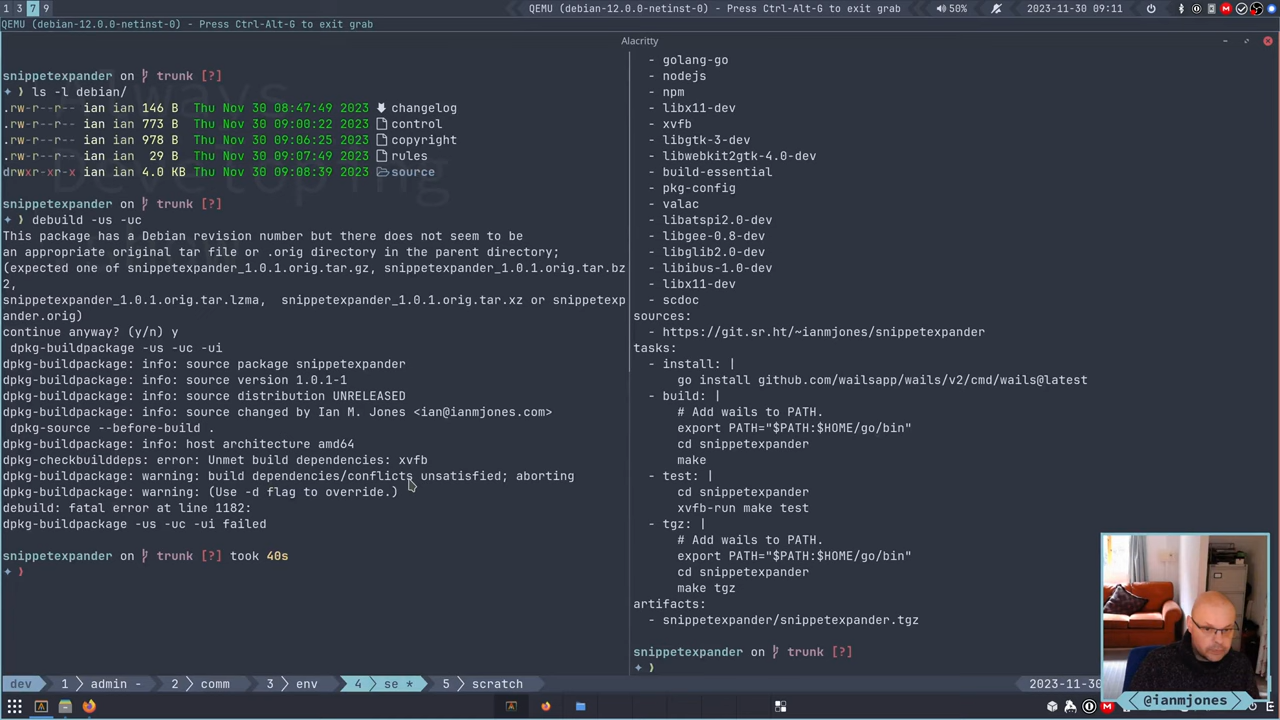 1 3 7 9
QEMU (debian-12.0.0-netinst-0) - Press Ctrl-Alt-G to exit grab
50%
2023-11-30 09:11
QEMU (debian-12.0.0-netinst-0) - Press Ctrl-Alt-G to exit grab
Alacritty
snippetexpander on trunk [?]
❯ ls -l debian/
.rw-r--r-- ian ian 146 B Thu Nov 30 08:47:49 2023 changelog
.rw-r--r-- ian ian 773 B Thu Nov 30 09:00:22 2023 control
.rw-r--r-- ian ian 978 B Thu Nov 30 09:06:25 2023 copyright
.rw-r--r-- ian ian 29 B Thu Nov 30 09:07:49 2023 rules
drwxr-xr-x ian ian 4.0 KB Thu Nov 30 09:08:39 2023 source
snippetexpander on trunk [?]
❯ debuild -us -uc
This package has a Debian revision number but there does not seem to be
an appropriate original tar file or .orig directory in the parent directory;
(expected one of snippetexpander_1.0.1.orig.tar.gz, snippetexpander_1.0.1.orig.tar.bz
2,
snippetexpander_1.0.1.orig.tar.lzma,  snippetexpander_1.0.1.orig.tar.xz or snippetexp
ander.orig)
continue anyway? (y/n) y
dpkg-buildpackage -us -uc -ui
dpkg-buildpackage: info: source package snippetexpander
dpkg-buildpackage: info: source version 1.0.1-1
dpkg-buildpackage: info: source distribution UNRELEASED
dpkg-buildpackage: info: source changed by Ian M. Jones <ian@ianmjones.com>
dpkg-source --before-build .
dpkg-buildpackage: info: host architecture amd64
dpkg-checkbuilddeps: error: Unmet build dependencies: xvfb
dpkg-buildpackage: warning: build dependencies/conflicts unsatisfied; aborting
dpkg-buildpackage: warning: (Use -d flag to override.)
debuild: fatal error at line 1182:
dpkg-buildpackage -us -uc -ui failed
snippetexpander on trunk [?] took 40s
❯
Always
Developing
- golang-go
- nodejs
- npm
- libx11-dev
- xvfb
- libgtk-3-dev
- libwebkit2gtk-4.0-dev
- build-essential
- pkg-config
- valac
- libatspi2.0-dev
- libgee-0.8-dev
- libglib2.0-dev
- libibus-1.0-dev
- libx11-dev
- scdoc
sources:
- https://git.sr.ht/~ianmjones/snippetexpander
tasks:
- install: |
go install github.com/wailsapp/wails/v2/cmd/wails@latest
- build: |
# Add wails to PATH.
export PATH="$PATH:$HOME/go/bin"
cd snippetexpander
make
- test: |
cd snippetexpander
xvfb-run make test
- tgz: |
# Add wails to PATH.
export PATH="$PATH:$HOME/go/bin"
cd snippetexpander
make tgz
artifacts:
- snippetexpander/snippetexpander.tgz
snippetexpander on trunk [?]
❯
dev 1 admin - 2 comm 3 env 4 se * 5 scratch
2023-11-30
@ianmjones